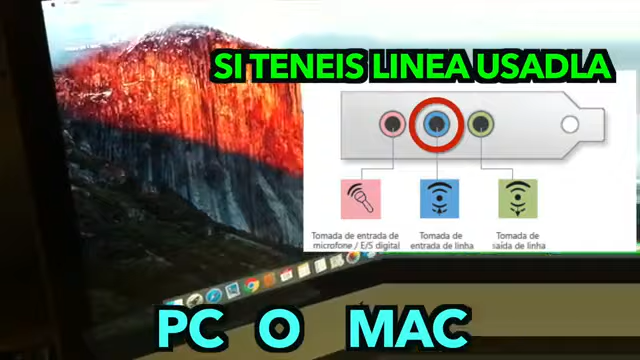 SI TENEIS LINEA USADLA
Tomada de entrada de
microfone / E/S digital
Tomada de
entrada de linha
Tomada de
saída de linha
PC O MAC